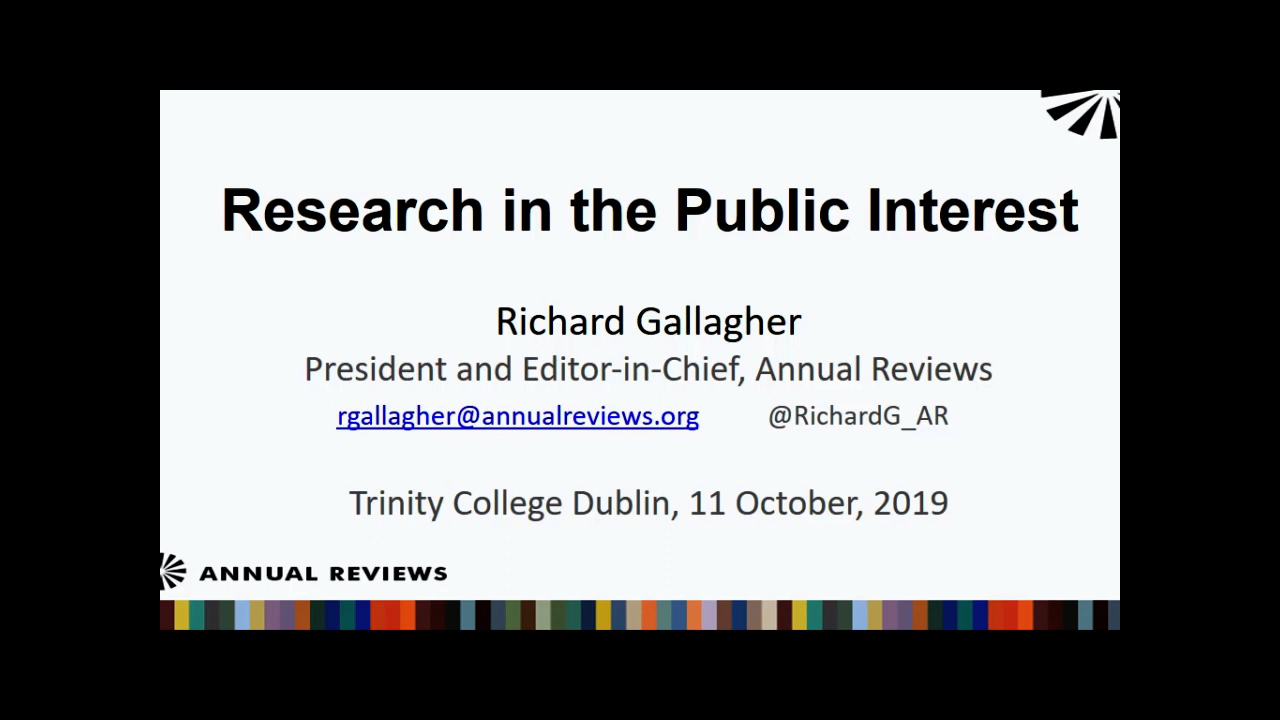 Research in the Public Interest
Richard Gallagher
President and Editor-in-Chief, Annual Reviews
rgallagher@annualreviews.org @RichardG_AR
Trinity College Dublin, 11 October, 2019
ANNUAL REVIEWS